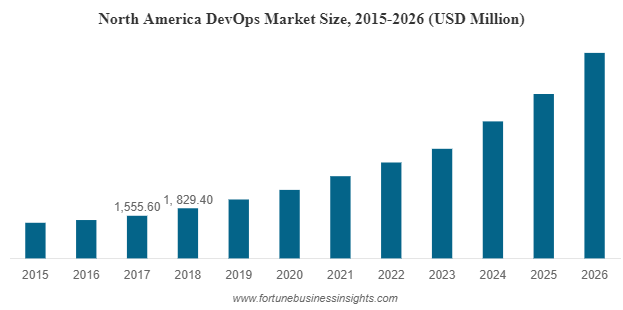 North America DevOps Market Size, 2015-2026 (USD Million)
1,555.60
1, 829.40
2015 2016 2017 2018 2019 2020 2021 2022 2023 2024 2025 2026
www.fortunebusinessinsights.com